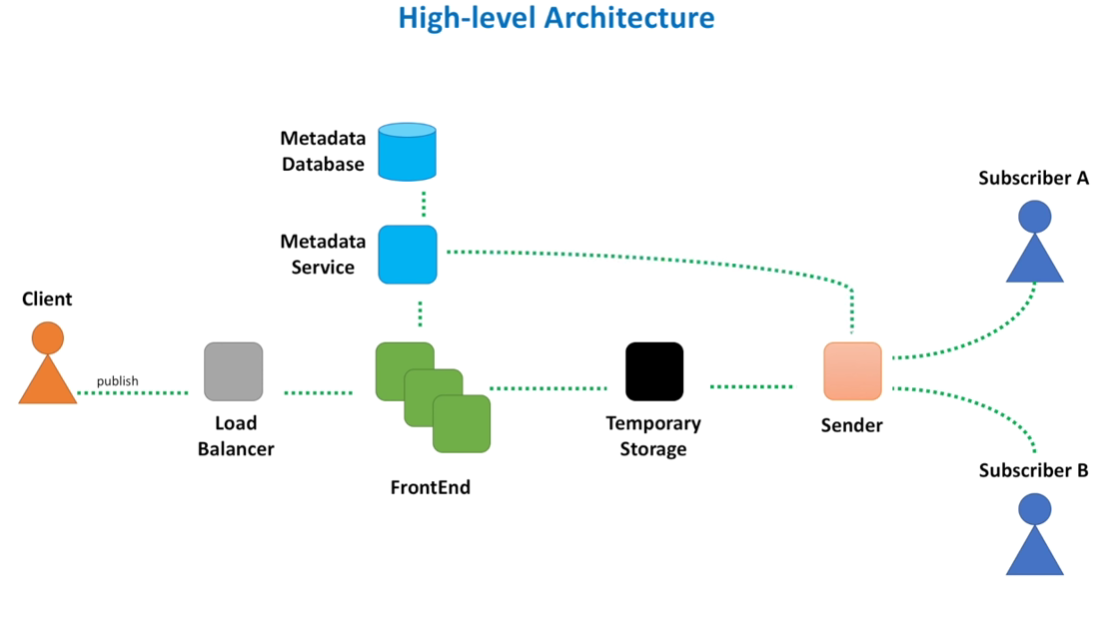 High-level Architecture
Metadata
Database
Subscriber A
Metadata
Service
Client
publish
Load
Balancer
FrontEnd
Temporary
Storage
Sender
Subscriber B